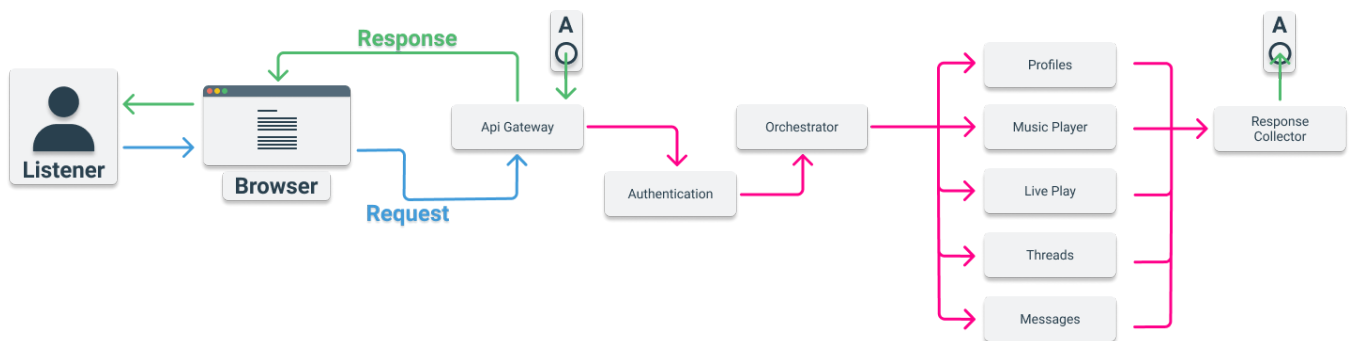 Response
A
A
Listener
Browser
Request
Api Gateway
Authentication
Orchestrator
Profiles
Music Player
Live Play
Threads
Messages
Response
Collector